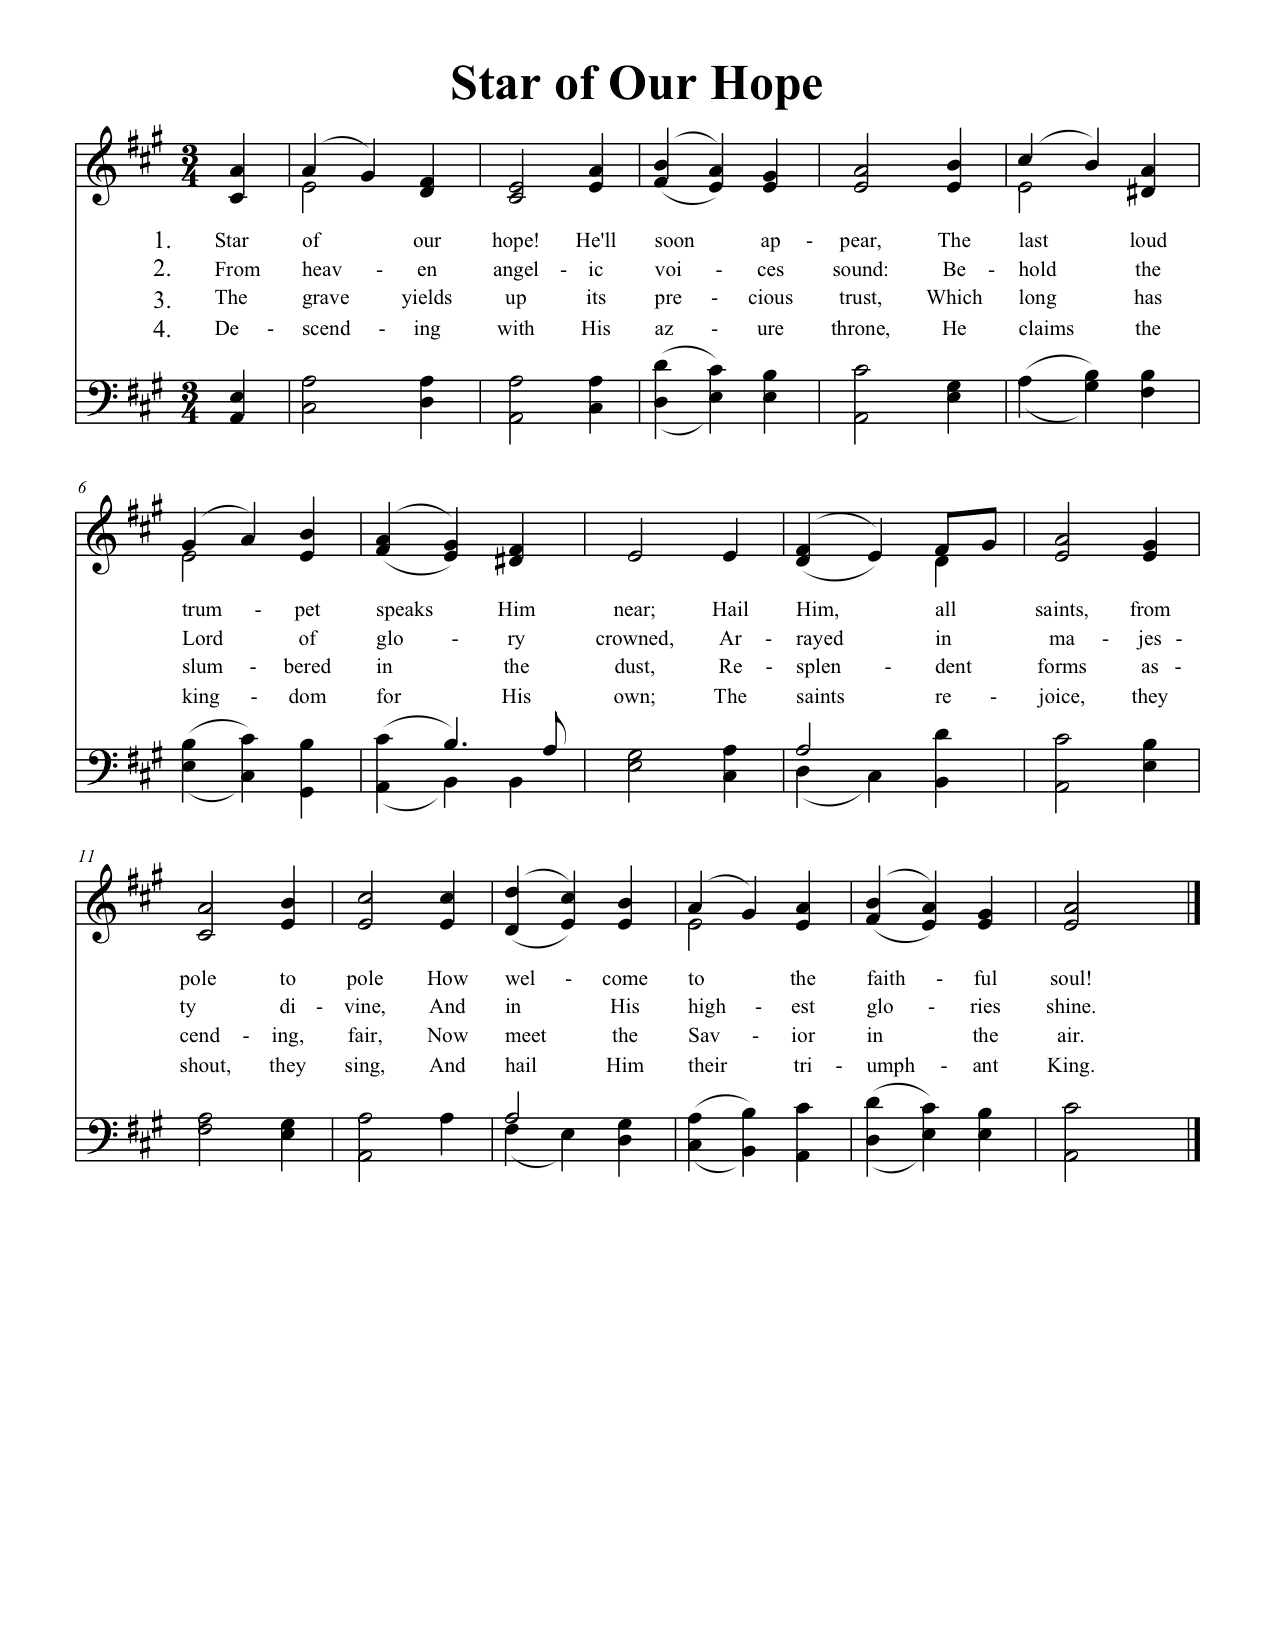 Star of Our Hope
3
4
1. Star of our hope! He'll soon ap - pear, The last loud
2. From heav - en angel - ic voi - ces sound: Be - hold the
3. The grave yields up its pre - cious trust, Which long has
4. De - scend - ing with His az - ure throne, He claims the
3
4
6
trum - pet speaks Him near; Hail Him, all saints, from
Lord of glo - ry crowned, Ar - rayed in ma - jes -
slum - bered in the dust, Re - splen - dent forms as -
king - dom for His own; The saints re - joice, they
11
pole to pole How wel - come to the faith - ful soul!
ty di - vine, And in His high - est glo - ries shine.
cend - ing, fair, Now meet the Sav - ior in the air.
shout, they sing, And hail Him their tri - umph - ant King.